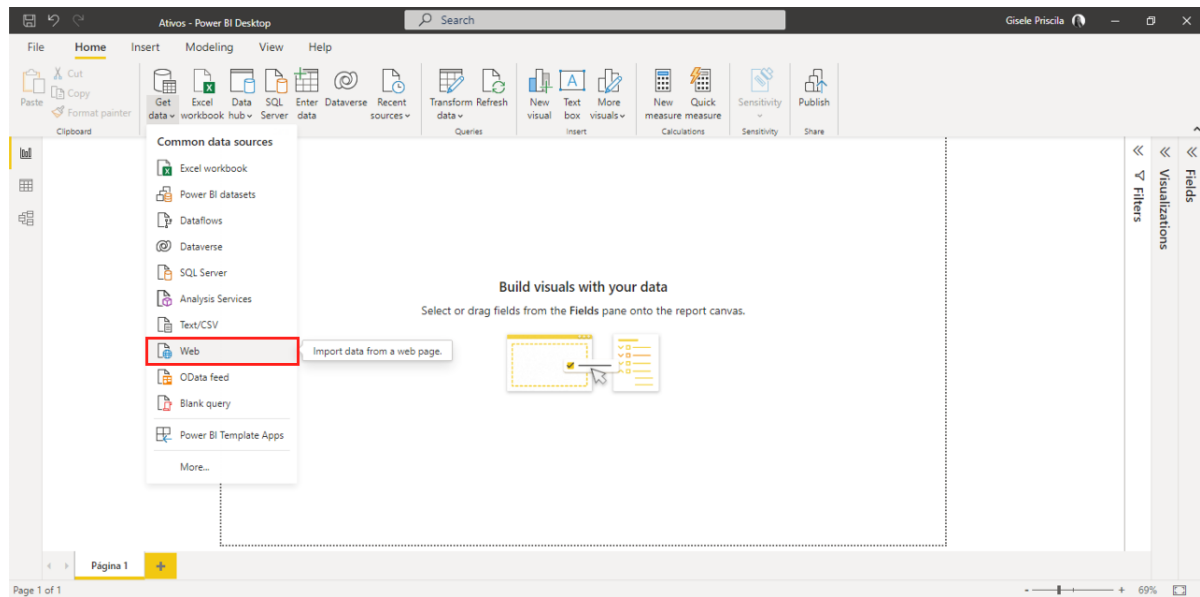 Ativos - Power BI Desktop
Search
Gisele Priscila
File Home Insert Modeling View Help
Paste
Cut
Copy
Format painter
Clipboard
Get data
Excel workbook
Data hub
SQL Server
Enter data
Dataverse
Recent sources
Transform data
Refresh
Queries
New visual
Text box
More visuals
Insert
New measure
Quick measure
Calculations
Sensitivity
Sensitivity
Publish
Share
Common data sources
Excel workbook
Power BI datasets
Dataflows
Dataverse
SQL Server
Analysis Services
Text/CSV
Web
Import data from a web page.
OData feed
Blank query
Power BI Template Apps
More...
Build visuals with your data
Select or drag fields from the Fields pane onto the report canvas.
Filters
Visualizations
Fields
Página 1
Page 1 of 1
69%